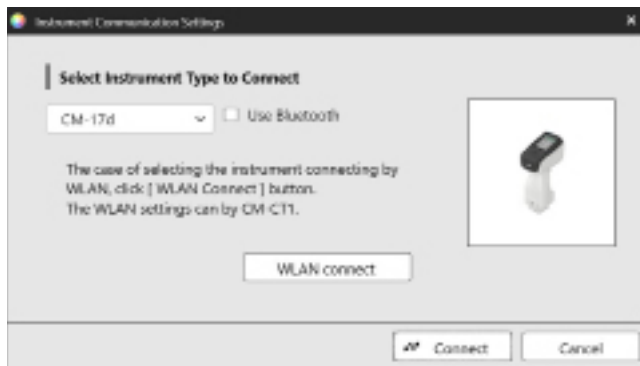 Instrument Communication Settings
Select Instrument Type to Connect
CM-17d
Use Bluetooth
The case of selecting the instrument connecting by
WLAN, click [ WLAN Connect ] button.
The WLAN settings can by CM-CT1.
WLAN connect
Connect
Cancel